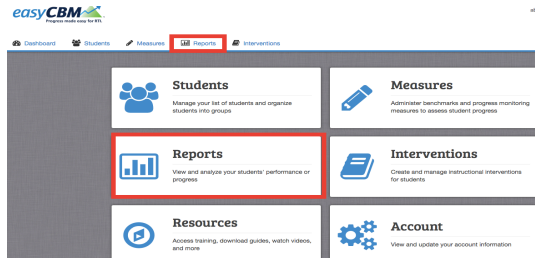 easyCBM
Progress made easy for RTI.
Dashboard Students Measures Reports Interventions
Students
Manage your list of students and organize
students into groups
Measures
Administer benchmarks and progress monitoring
measures to assess student progress
Reports
View and analyze your students' performance or
progress
Interventions
Create and manage instructional interventions
for students
Resources
Access training, download guides, watch videos,
and more
Account
View and update your account information